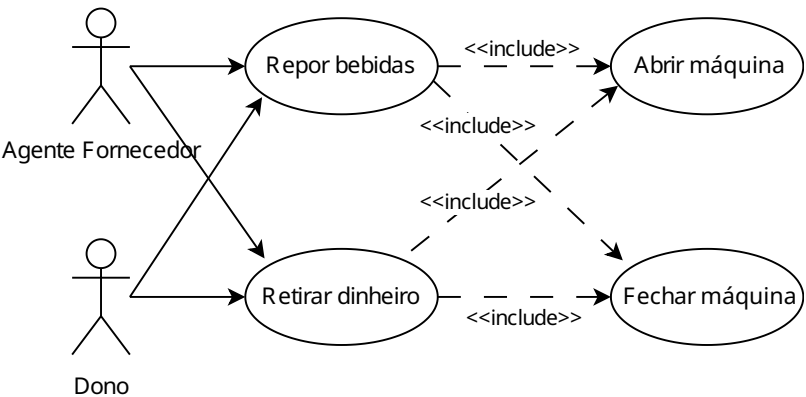 <<include>>
Repor bebidas
Abrir máquina
<<include>>
Agente Fornecedor
<<include>>
Retirar dinheiro
Fechar máquina
<<include>>
Dono